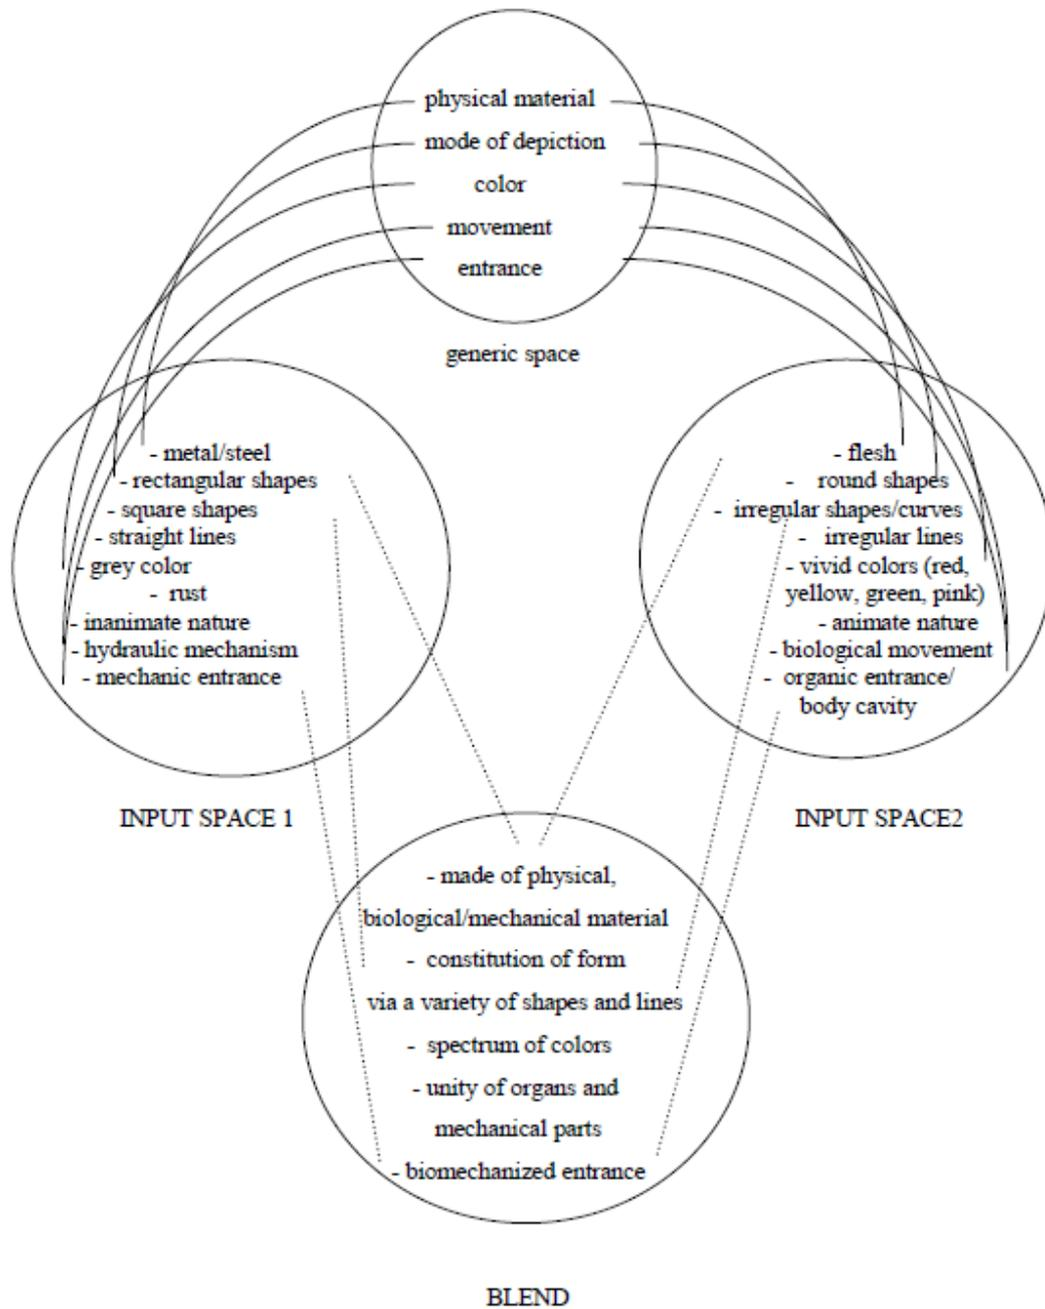 physical material
mode of depiction
color
movement
entrance
generic space
- metal/steel
- rectangular shapes
- square shapes
- straight lines
- grey color
- rust
- inanimate nature
- hydraulic mechanism
- mechanic entrance
INPUT SPACE 1
- flesh
- round shapes
- irregular shapes/curves
- irregular lines
- vivid colors (red,
yellow, green, pink)
- animate nature
- biological movement
- organic entrance/
body cavity
INPUT SPACE2
- made of physical,
biological/mechanical material
- constitution of form
via a variety of shapes and lines
- spectrum of colors
- unity of organs and
mechanical parts
- biomechanized entrance
BLEND